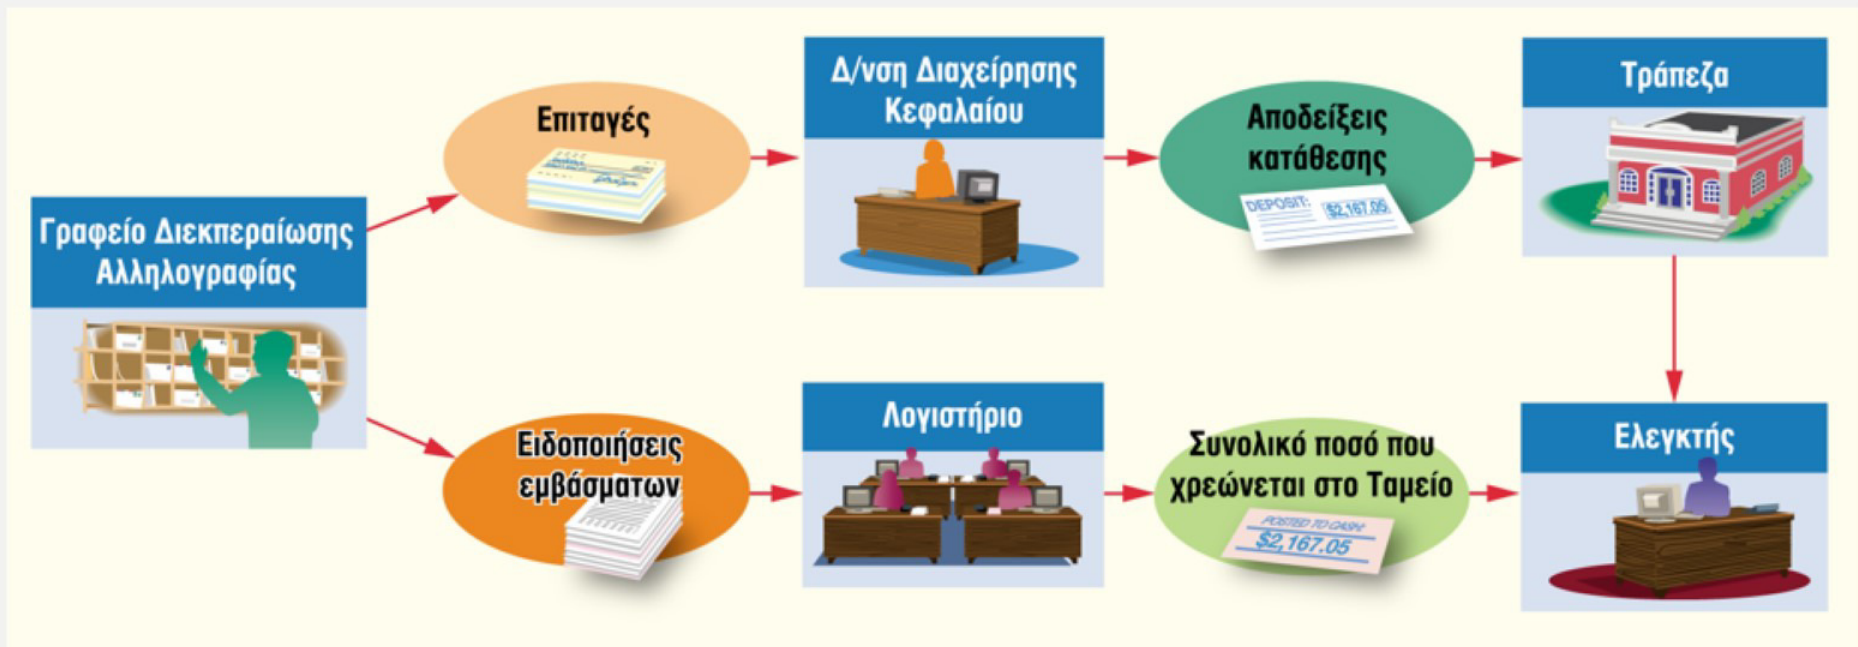 Γραφείο Διεκπεραίωσης
Αλληλογραφίας
Επιταγές
Δ/νση Διαχείρησης
Κεφαλαίου
Αποδείξεις
κατάθεσης
DEPOSIT: $2,167.05
Τράπεζα
Ειδοποιήσεις
εμβάσματων
Λογιστήριο
Συνολικό ποσό που
χρεώνεται στο Ταμείο
POSTED TO CASH:
$2,167.05
Ελεγκτής